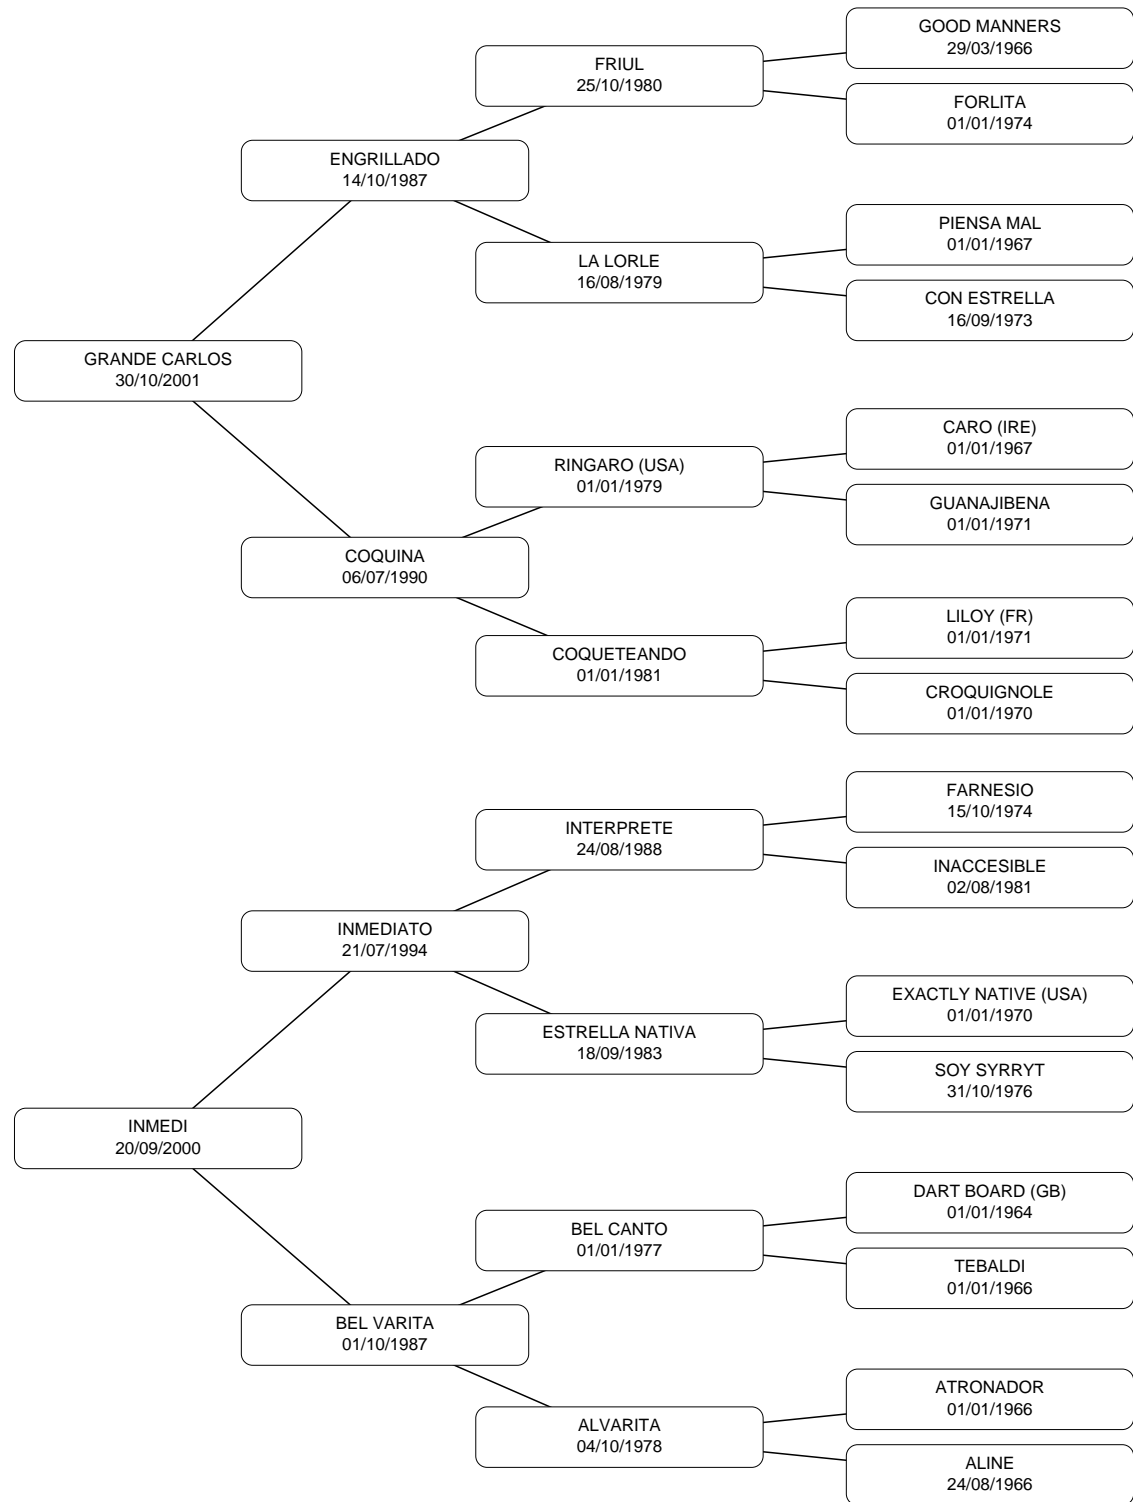 GOOD MANNERS
29/03/1966
FRIUL
25/10/1980
FORLITA
01/01/1974
ENGRILLADO
14/10/1987
PIENSA MAL
01/01/1967
LA LORLE
16/08/1979
CON ESTRELLA
16/09/1973
GRANDE CARLOS
30/10/2001
CARO (IRE)
01/01/1967
RINGARO (USA)
01/01/1979
GUANAJIBENA
01/01/1971
COQUINA
06/07/1990
LILOY (FR)
01/01/1971
COQUETEANDO
01/01/1981
CROQUIGNOLE
01/01/1970
FARNESIO
15/10/1974
INTERPRETE
24/08/1988
INACCESIBLE
02/08/1981
INMEDIATO
21/07/1994
EXACTLY NATIVE (USA)
01/01/1970
ESTRELLA NATIVA
18/09/1983
SOY SYRRYT
31/10/1976
INMEDI
20/09/2000
DART BOARD (GB)
01/01/1964
BEL CANTO
01/01/1977
TEBALDI
01/01/1966
BEL VARITA
01/10/1987
ATRONADOR
01/01/1966
ALVARITA
04/10/1978
ALINE
24/08/1966